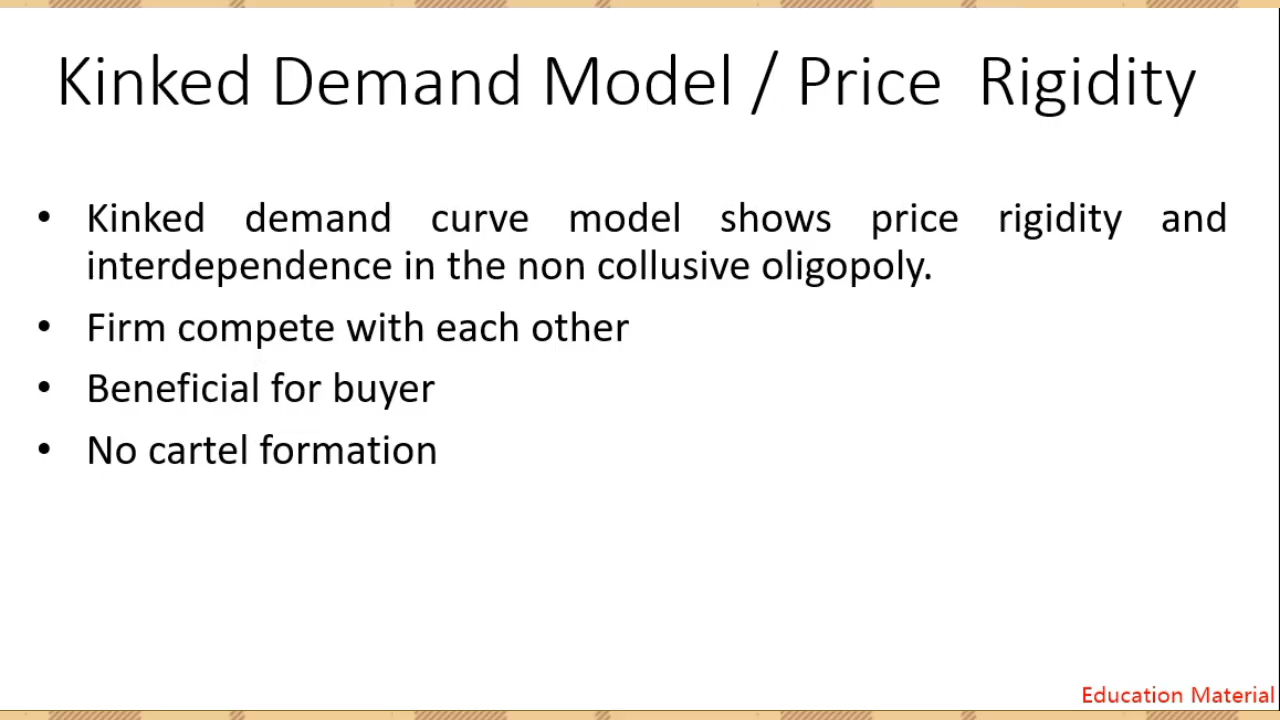 Kinked Demand Model / Price Rigidity
• Kinked demand curve model shows price rigidity and
interdependence in the non collusive oligopoly.
• Firm compete with each other
• Beneficial for buyer
• No cartel formation
Education Material